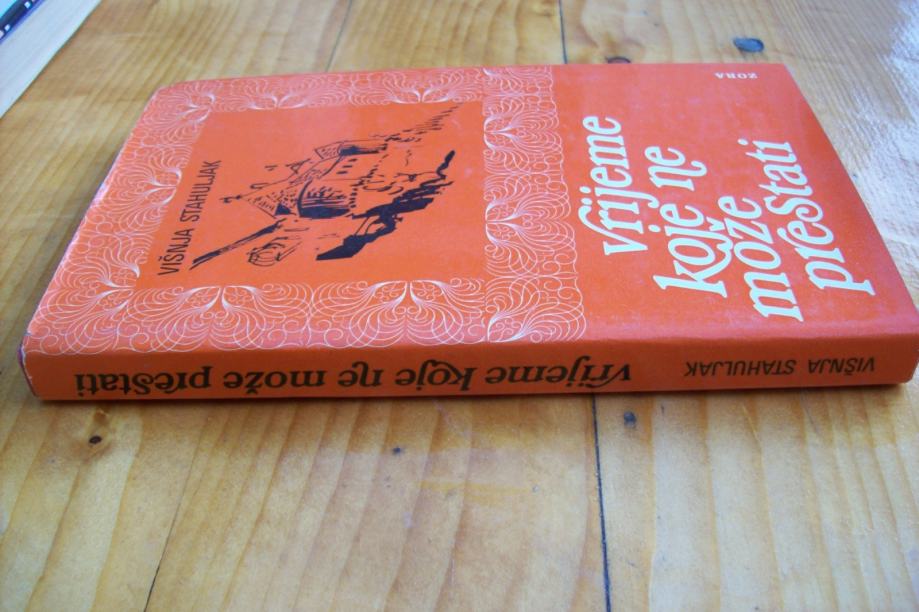 VIŠNJA STAHULJAK
vrijeme
koje ne
može
prestati
ZORA
VIŠNJA STAHULJAK
vrijeme koje ne može prestati